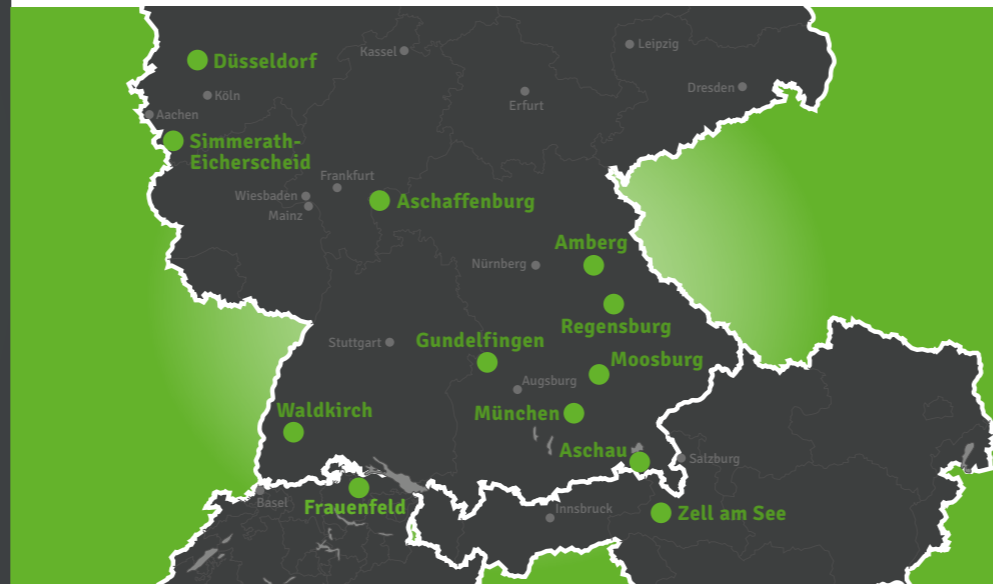 Kassel
Leipzig
Düsseldorf
Dresden
Köln
Erfurt
Aachen
Simmerath-
Eicherscheid
Frankfurt
Wiesbaden
Aschaffenburg
Mainz
Amberg
Nürnberg
Regensburg
Stuttgart
Gundelfingen
Moosburg
Augsburg
Waldkirch
München
Aschau
Salzburg
Basel
Frauenfeld
Innsbruck
Zell am See